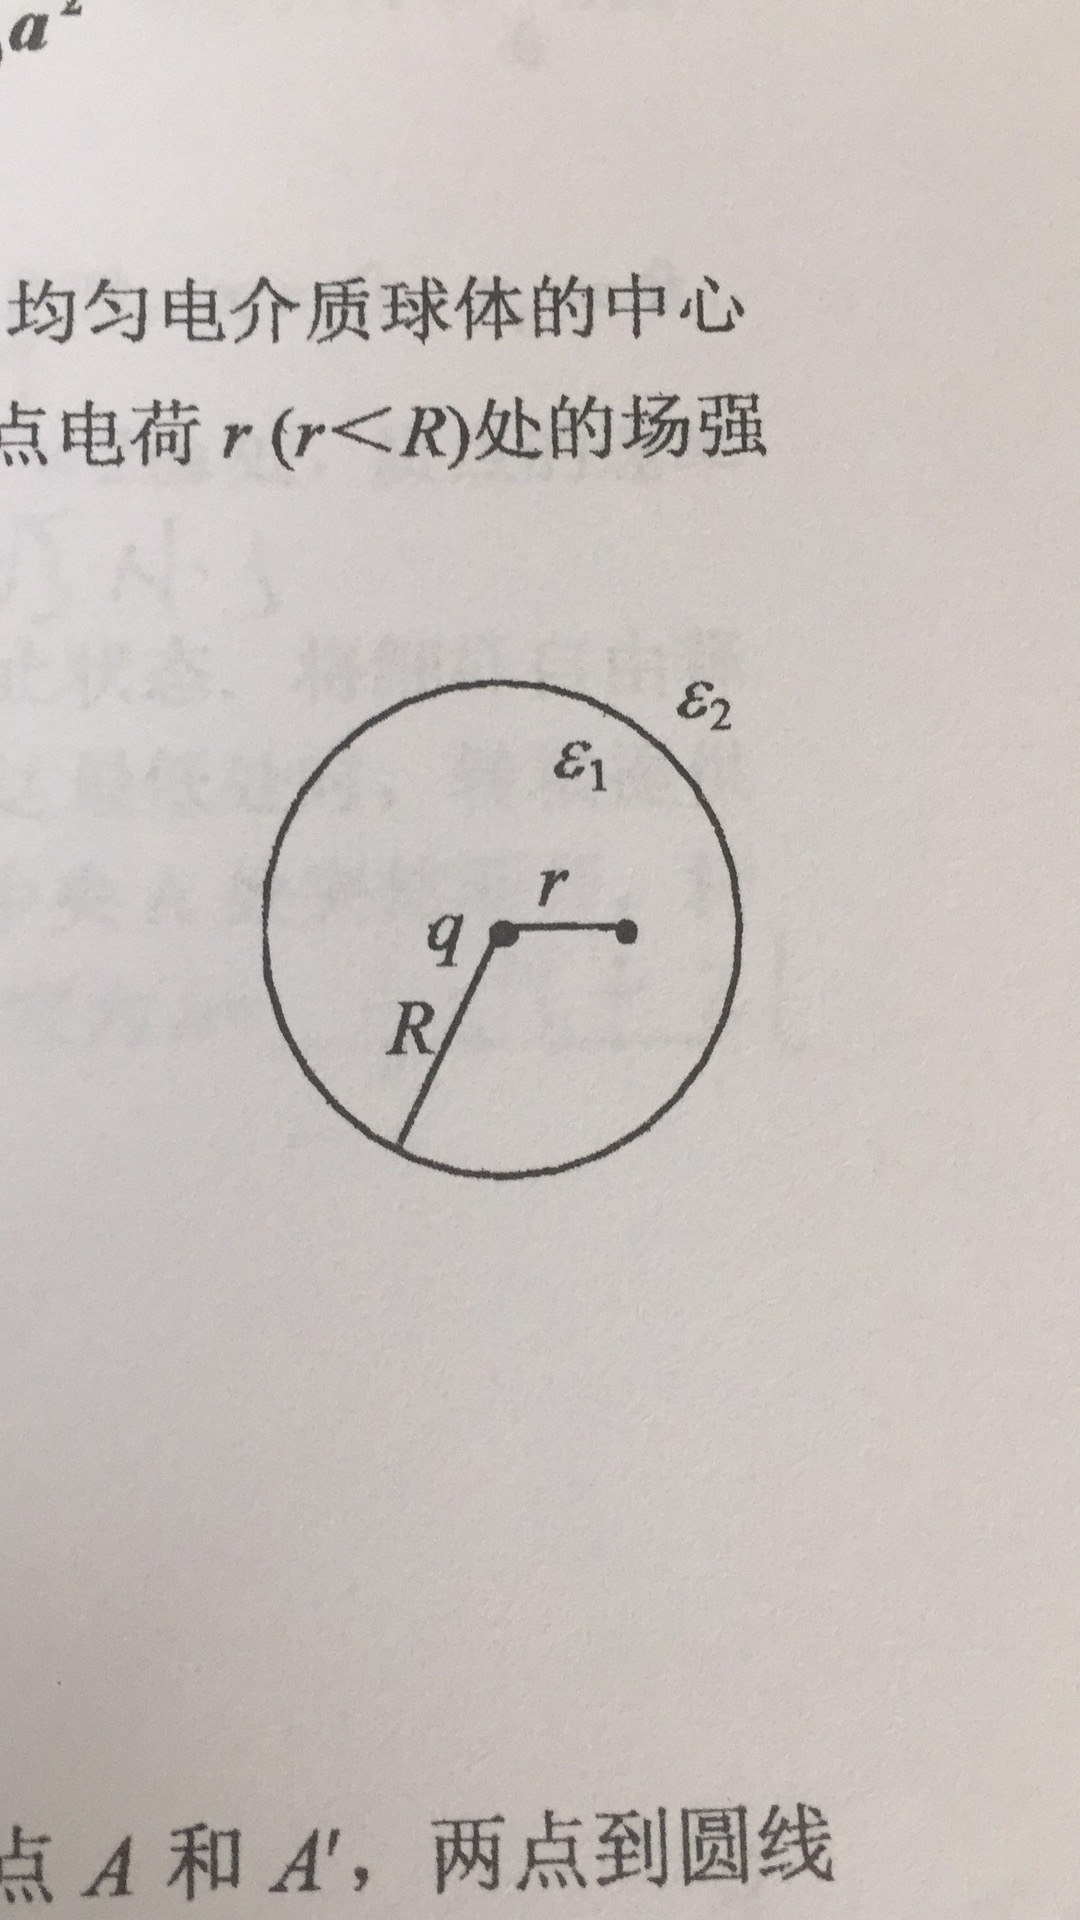 a²
均匀电介质球体的中心
点电荷 r (r＜R)处的场强
ε₂
ε₁
r
q
R
点 A 和 A′，两点到圆线